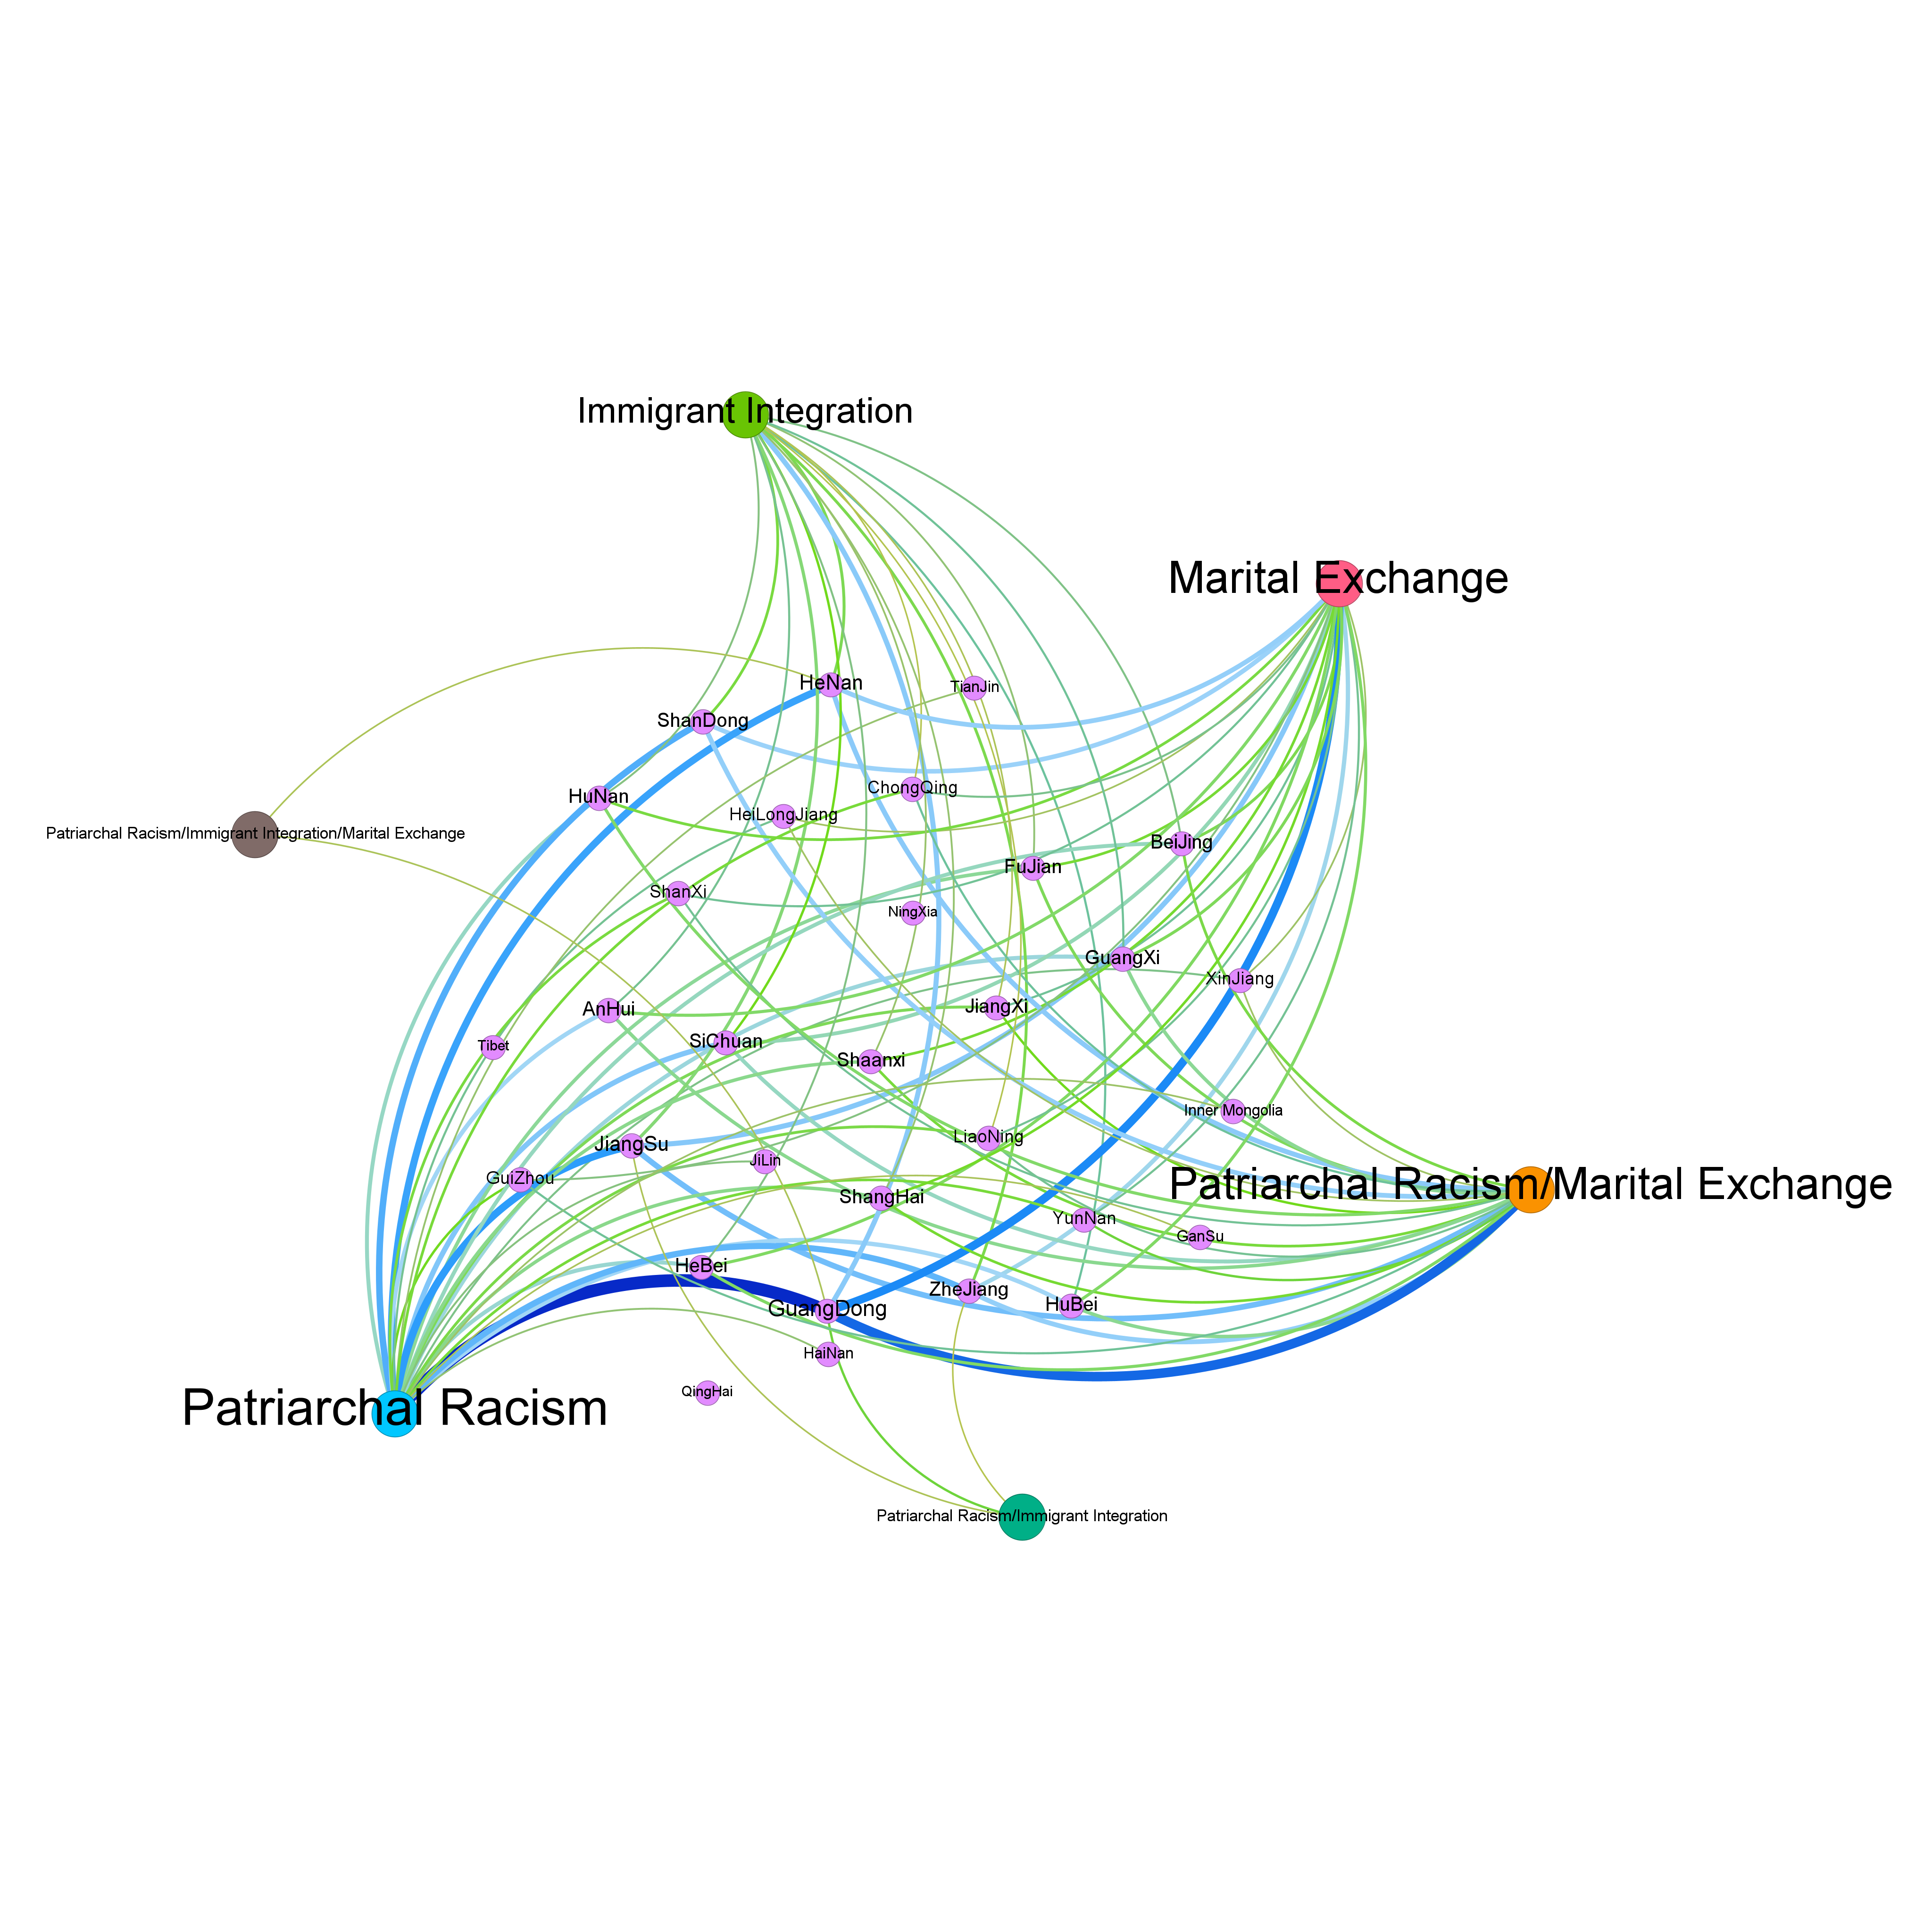 Immigrant Integration
Marital Exchange
HeNan
TianJin
ShanDong
ChongQing
HuNan
HeiLongJiang
Patriarchal Racism/Immigrant Integration/Marital Exchange
BeiJing
FuJian
ShanXi
NingXia
GuangXi
XinJiang
JiangXi
AnHui
SiChuan
Tibet
Shaanxi
Inner Mongolia
LiaoNing
JiangSu
JiLin
GuiZhou
Patriarchal Racism/Marital Exchange
ShangHai
YunNan
GanSu
HeBei
ZheJiang
HuBei
GuangDong
HaiNan
QingHai
Patriarchal Racism
Patriarchal Racism/Immigrant Integration